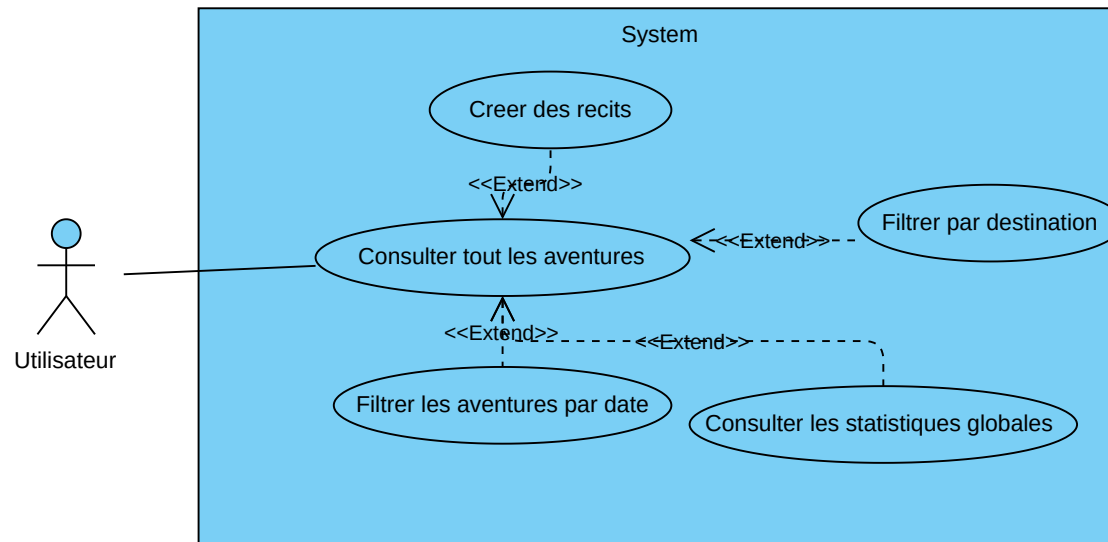 System
Creer des recits
<<Extend>>
Filtrer par destination
<<Extend>>
Consulter tout les aventures
<<Extend>>
<<Extend>>
Utilisateur
Filtrer les aventures par date
Consulter les statistiques globales